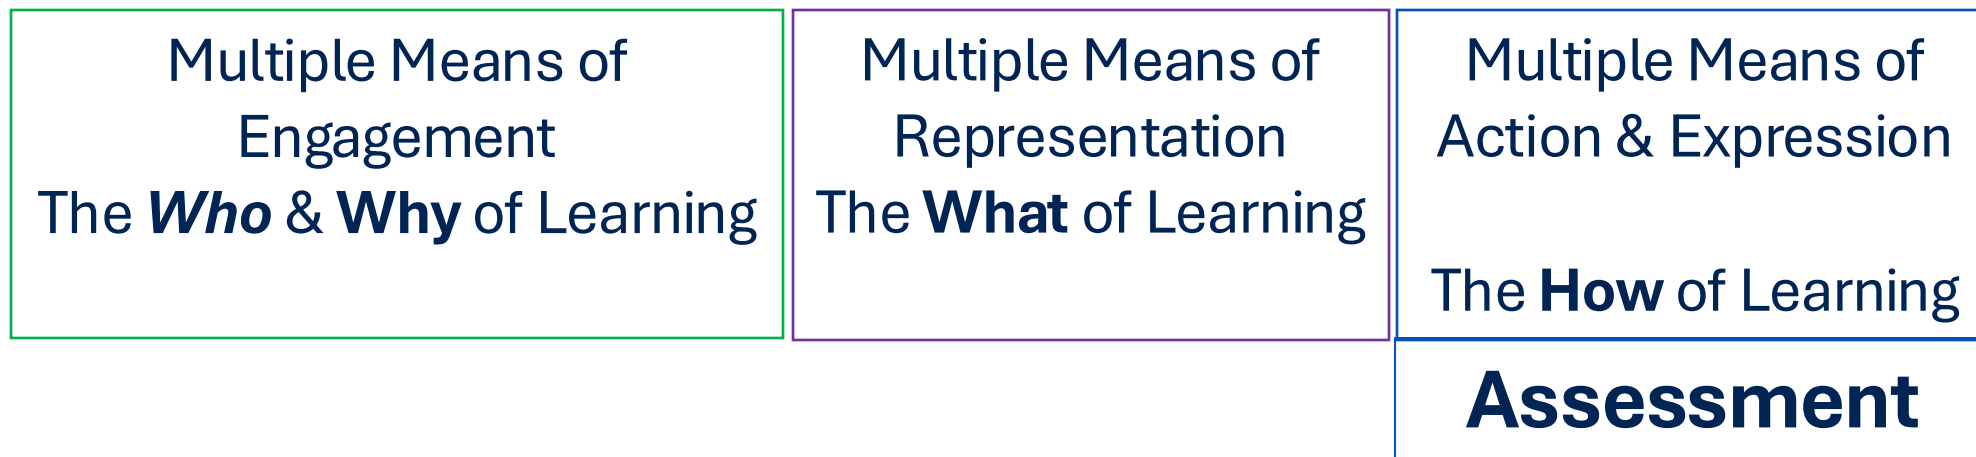 Multiple Means of
Engagement
The Who & Why of Learning
Multiple Means of
Representation
The What of Learning
Multiple Means of
Action & Expression
The How of Learning
Assessment